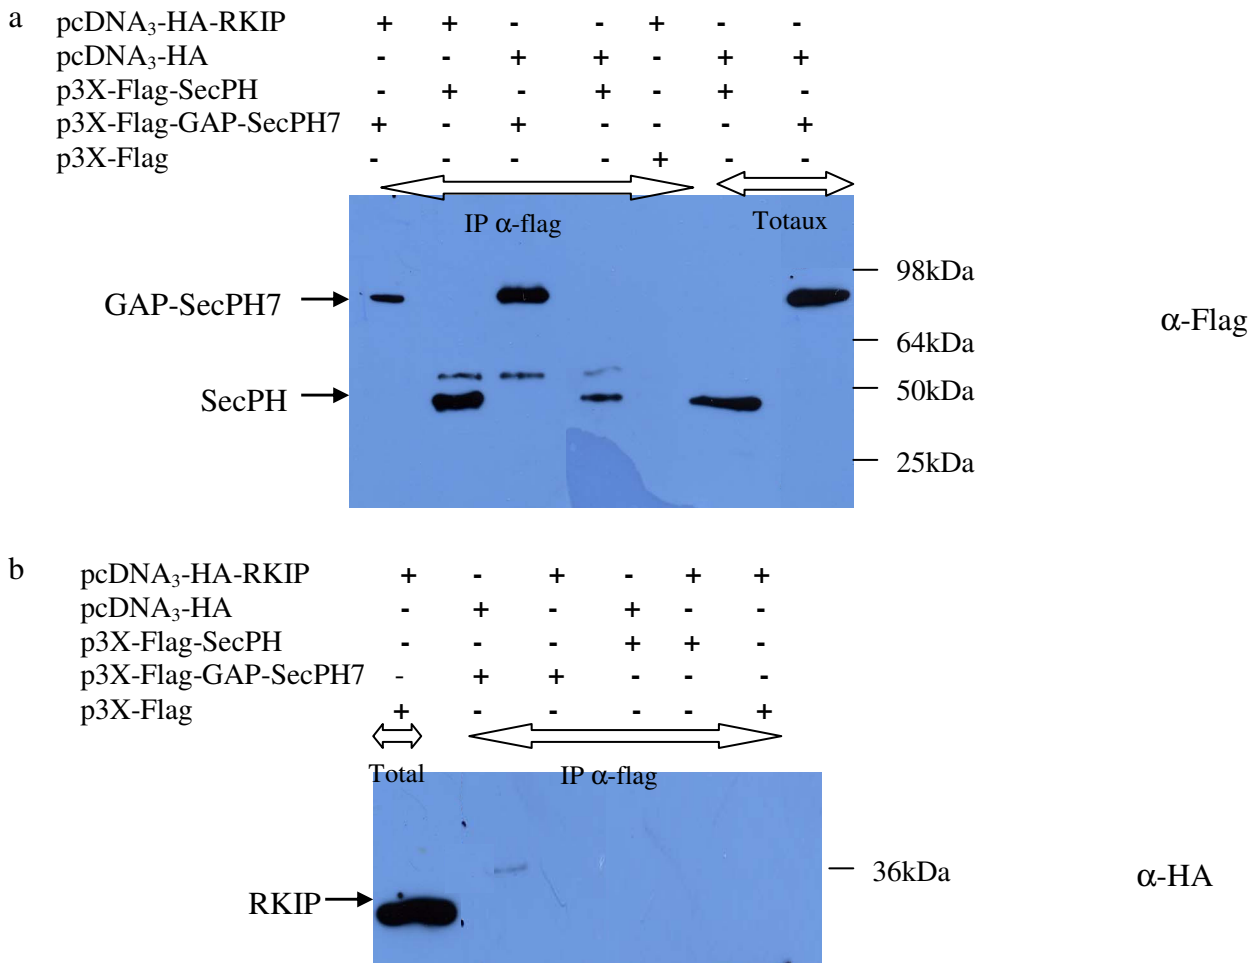 a pcDNA₃-HA-RKIP + + - - + - -
pcDNA₃-HA - - + + - + +
p3X-Flag-SecPH - + - + - + -
p3X-Flag-GAP-SecPH7 + - + - - - +
p3X-Flag - - - - + - -
IP α-flag Totaux
98kDa
GAP-SecPH7
α-Flag
64kDa
50kDa
SecPH
25kDa
b pcDNA₃-HA-RKIP + - + - + +
pcDNA₃-HA - + - + - -
p3X-Flag-SecPH - - - + + -
p3X-Flag-GAP-SecPH7 - + + - - -
p3X-Flag + - - - - +
Total IP α-flag
36kDa
α-HA
RKIP